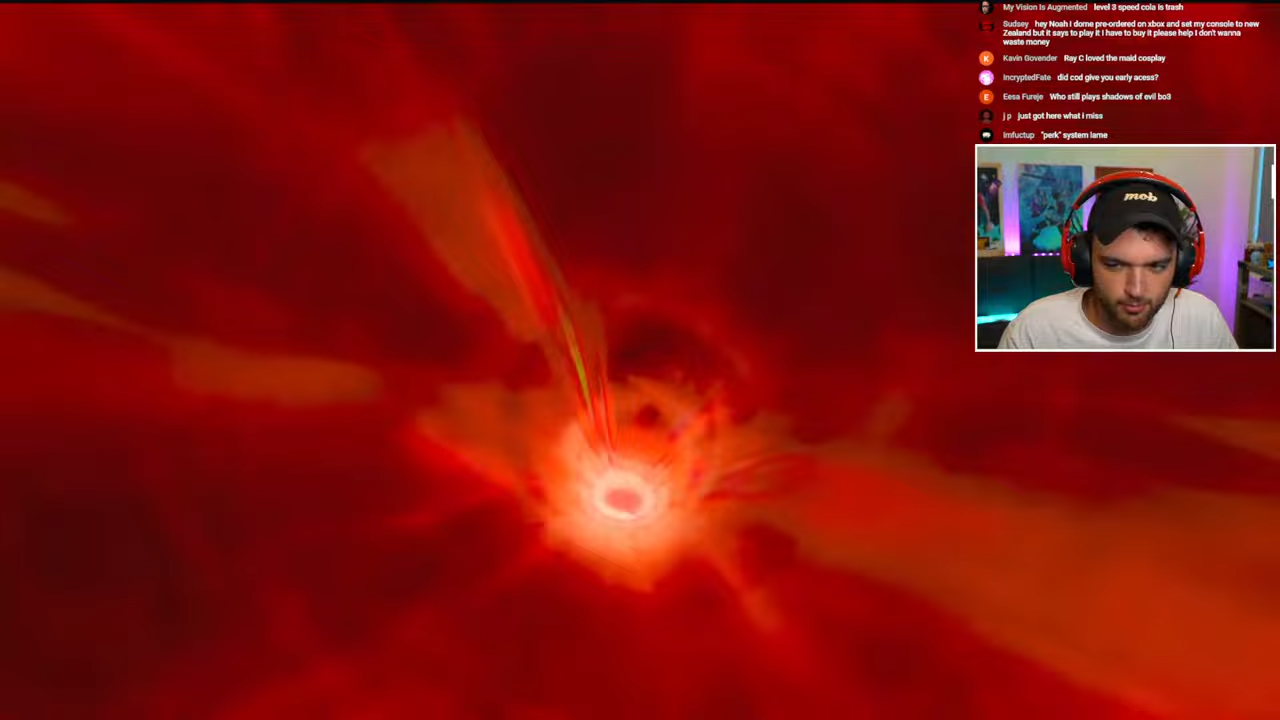 My Vision Is Augmented level 3 speed cola is trash
Sudsey hey Noah I dome pre-ordered on xbox and set my console to new
Zealand but it says to play it I have to buy it please help I don't wanna
waste money
K Kavin Govender Ray C loved the maid cosplay
IncryptedFate did cod give you early acess?
E Eesa Fureje Who still plays shadows of evil bo3
j p just got here what i miss
Imfuctup "perk" system lame
mob